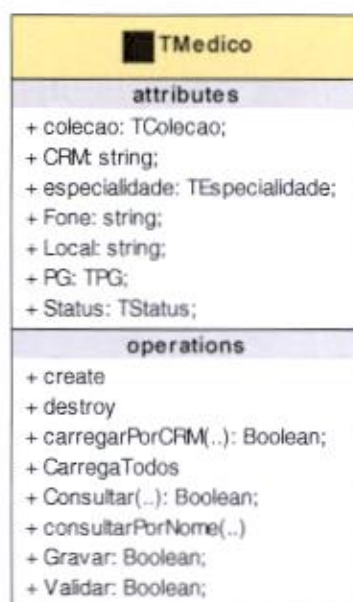 TMedico
attributes
+ colecao: TColecao;
+ CRM: string;
+ especialidade: TEspecialidade;
+ Fone: string;
+ Local: string;
+ PG: TPG;
+ Status: TStatus;
operations
+ create
+ destroy
+ carregarPorCRM(..): Boolean;
+ CarregaTodos
+ Consultar(..): Boolean;
+ consultarPorNome(..)
+ Gravar: Boolean;
+ Validar: Boolean;